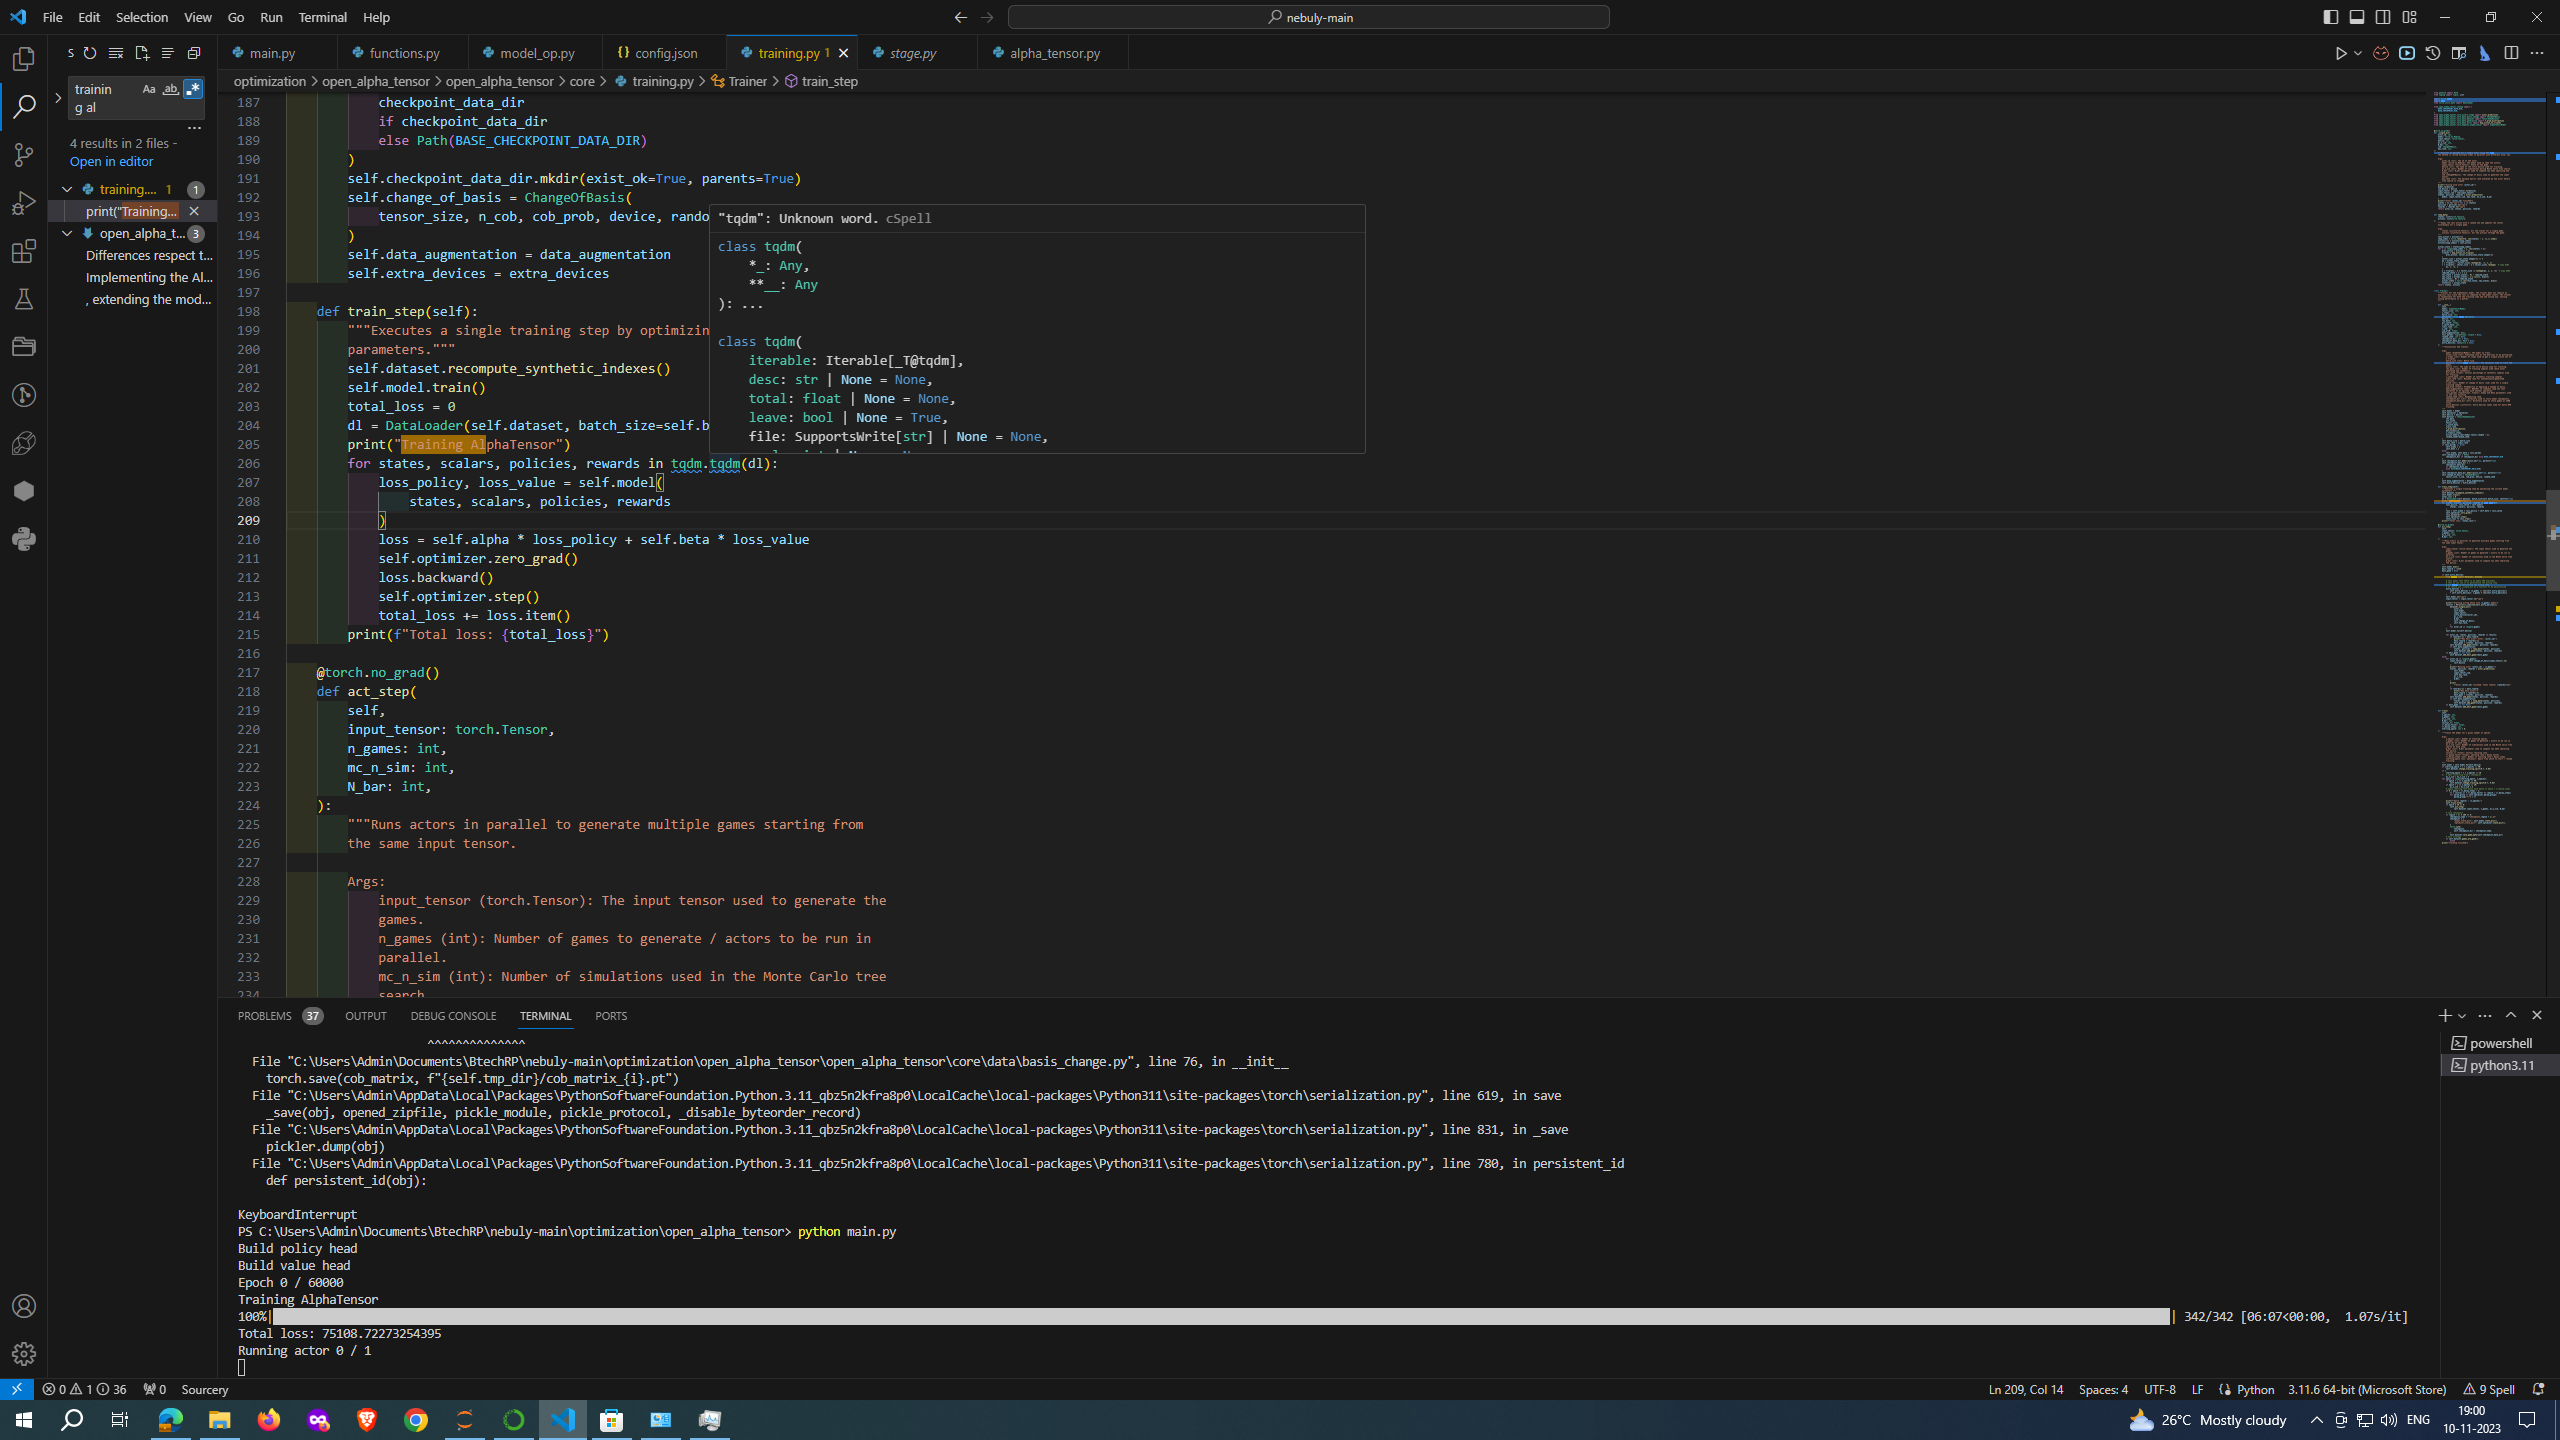 File Edit Selection View Go Run Terminal Help
nebuly-main
S
main.py
functions.py
model_op.py
config.json
training.py 1
stage.py
alpha_tensor.py
trainin
g al
4 results in 2 files -
Open in editor
training.... 1 1
print("Training...
open_alpha_t... 3
Differences respect t...
Implementing the Al...
, extending the mod...
optimization > open_alpha_tensor > open_alpha_tensor > core > training.py > Trainer > train_step
187 checkpoint_data_dir
188 if checkpoint_data_dir
189 else Path(BASE_CHECKPOINT_DATA_DIR)
190 )
191 self.checkpoint_data_dir.mkdir(exist_ok=True, parents=True)
192 self.change_of_basis = ChangeOfBasis(
193 tensor_size, n_cob, cob_prob, device, rando
194 )
195 self.data_augmentation = data_augmentation
196 self.extra_devices = extra_devices
197
198 def train_step(self):
199 """Executes a single training step by optimizin
200 parameters."""
201 self.dataset.recompute_synthetic_indexes()
202 self.model.train()
203 total_loss = 0
204 dl = DataLoader(self.dataset, batch_size=self.b
205 print("Training AlphaTensor")
206 for states, scalars, policies, rewards in tqdm.tqdm(dl):
207 loss_policy, loss_value = self.model(
208 states, scalars, policies, rewards
209 )
210 loss = self.alpha * loss_policy + self.beta * loss_value
211 self.optimizer.zero_grad()
212 loss.backward()
213 self.optimizer.step()
214 total_loss += loss.item()
215 print(f"Total loss: {total_loss}")
216
217 @torch.no_grad()
218 def act_step(
219 self,
220 input_tensor: torch.Tensor,
221 n_games: int,
222 mc_n_sim: int,
223 N_bar: int,
224 ):
225 """Runs actors in parallel to generate multiple games starting from
226 the same input tensor.
227
228 Args:
229 input_tensor (torch.Tensor): The input tensor used to generate the
230 games.
231 n_games (int): Number of games to generate / actors to be run in
232 parallel.
233 mc_n_sim (int): Number of simulations used in the Monte Carlo tree
234 search
"tqdm": Unknown word. cSpell
class tqdm(
*_: Any,
**__: Any
): ...
class tqdm(
iterable: Iterable[_T@tqdm],
desc: str | None = None,
total: float | None = None,
leave: bool | None = True,
file: SupportsWrite[str] | None = None,
PROBLEMS 37 OUTPUT DEBUG CONSOLE TERMINAL PORTS
powershell
python3.11
^^^^^^^^^^^^^^
File "C:\Users\Admin\Documents\BtechRP\nebuly-main\optimization\open_alpha_tensor\open_alpha_tensor\core\data\basis_change.py", line 76, in __init__
torch.save(cob_matrix, f"{self.tmp_dir}/cob_matrix_{i}.pt")
File "C:\Users\Admin\AppData\Local\Packages\PythonSoftwareFoundation.Python.3.11_qbz5n2kfra8p0\LocalCache\local-packages\Python311\site-packages\torch\serialization.py", line 619, in save
_save(obj, opened_zipfile, pickle_module, pickle_protocol, _disable_byteorder_record)
File "C:\Users\Admin\AppData\Local\Packages\PythonSoftwareFoundation.Python.3.11_qbz5n2kfra8p0\LocalCache\local-packages\Python311\site-packages\torch\serialization.py", line 831, in _save
pickler.dump(obj)
File "C:\Users\Admin\AppData\Local\Packages\PythonSoftwareFoundation.Python.3.11_qbz5n2kfra8p0\LocalCache\local-packages\Python311\site-packages\torch\serialization.py", line 780, in persistent_id
def persistent_id(obj):
KeyboardInterrupt
PS C:\Users\Admin\Documents\BtechRP\nebuly-main\optimization\open_alpha_tensor> python main.py
Build policy head
Build value head
Epoch 0 / 60000
Training AlphaTensor
100%| | 342/342 [06:07<00:00, 1.07s/it]
Total loss: 75108.72273254395
Running actor 0 / 1
0 1 36 0 Sourcery
Ln 209, Col 14 Spaces: 4 UTF-8 LF Python 3.11.6 64-bit (Microsoft Store) 9 Spell
26°C Mostly cloudy ENG 19:00
10-11-2023